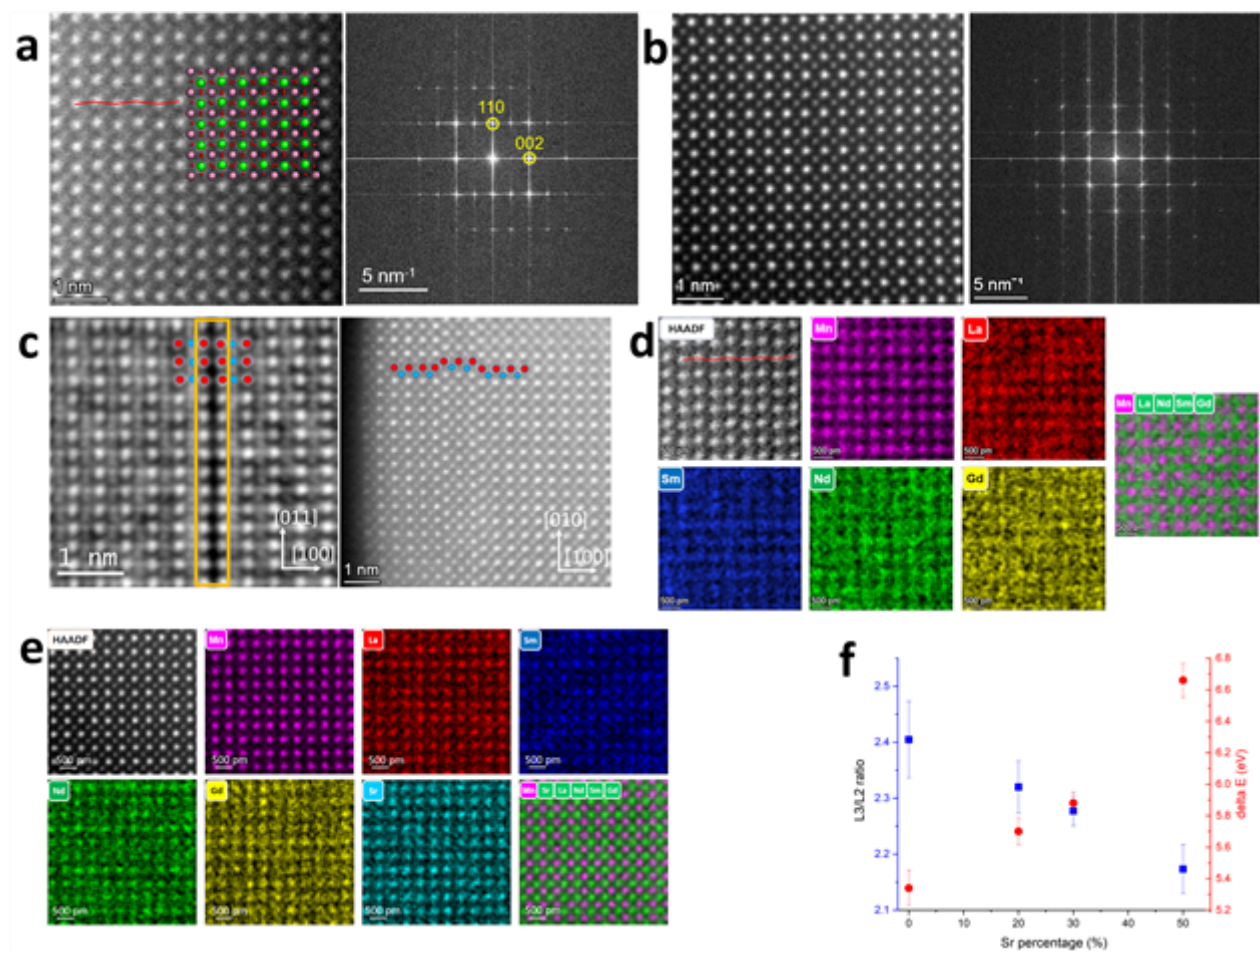 a
110
002
1 nm
5 nm⁻¹
b
4 nm
5 nm⁻¹
c
[011]
[100]
1 nm
[010]
[100]
1 nm
d
HAADF
Mn
La
500 pm
500 pm
500 pm
Mn La Nd Sm Gd
Sm
Nd
Gd
500 pm
500 pm
500 pm
e
HAADF
Mn
La
Sm
500 pm
500 pm
500 pm
500 pm
Nd
Gd
Sr
Mn Sr La Nd Sm Gd
500 pm
500 pm
500 pm
500 pm
f
2.5
2.4
2.3
2.2
2.1
L3/L2 ratio
6.8
6.6
6.4
6.2
6.0
5.8
5.6
5.4
5.2
delta E (eV)
0
10
20
30
40
50
Sr percentage (%)